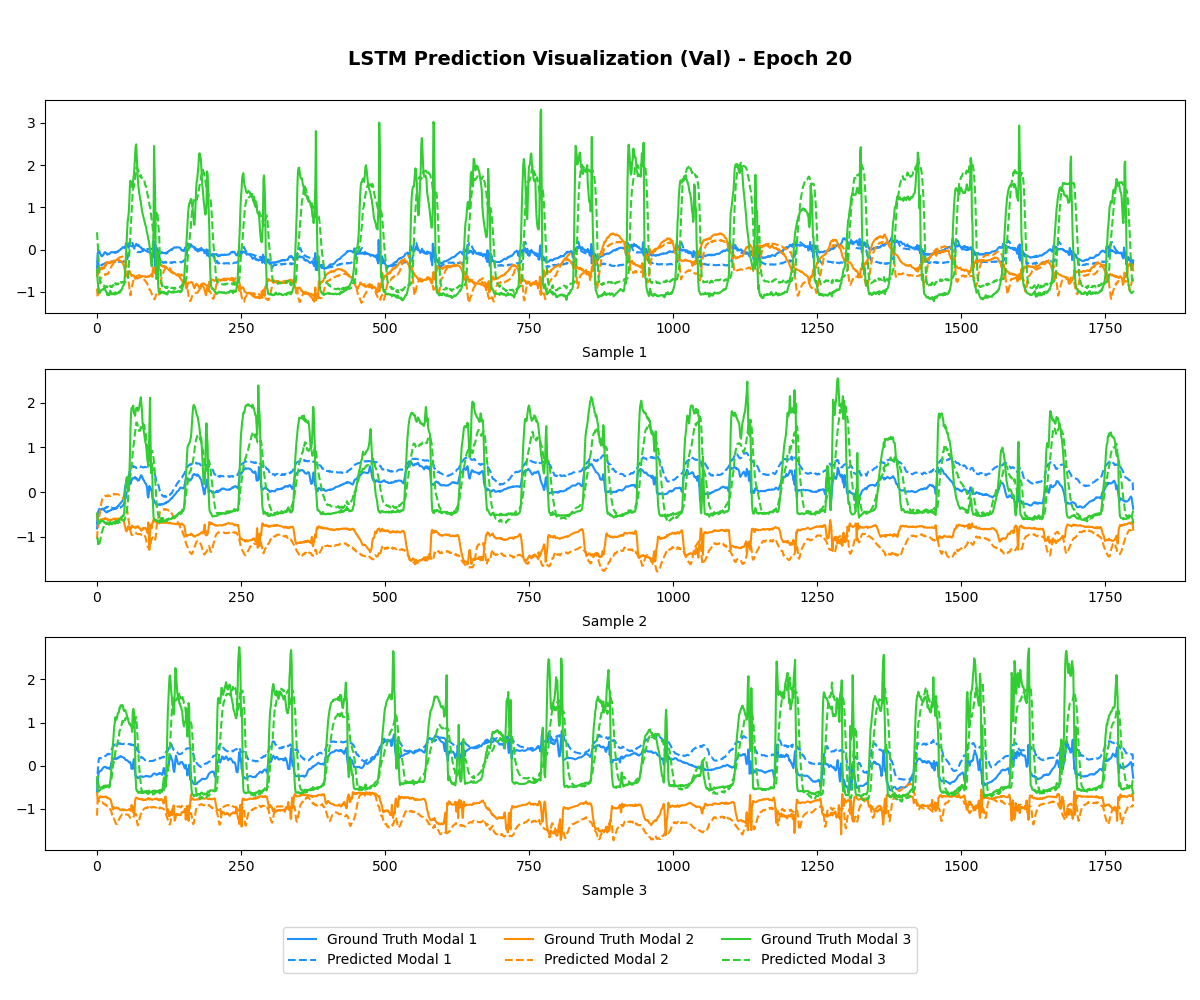 LSTM Prediction Visualization (Val) - Epoch 20
3
2
1
0
−1
0 250 500 750 1000 1250 1500 1750
Sample 1
2
1
0
−1
0 250 500 750 1000 1250 1500 1750
Sample 2
2
1
0
−1
0 250 500 750 1000 1250 1500 1750
Sample 3
Ground Truth Modal 1 Ground Truth Modal 2 Ground Truth Modal 3
Predicted Modal 1 Predicted Modal 2 Predicted Modal 3